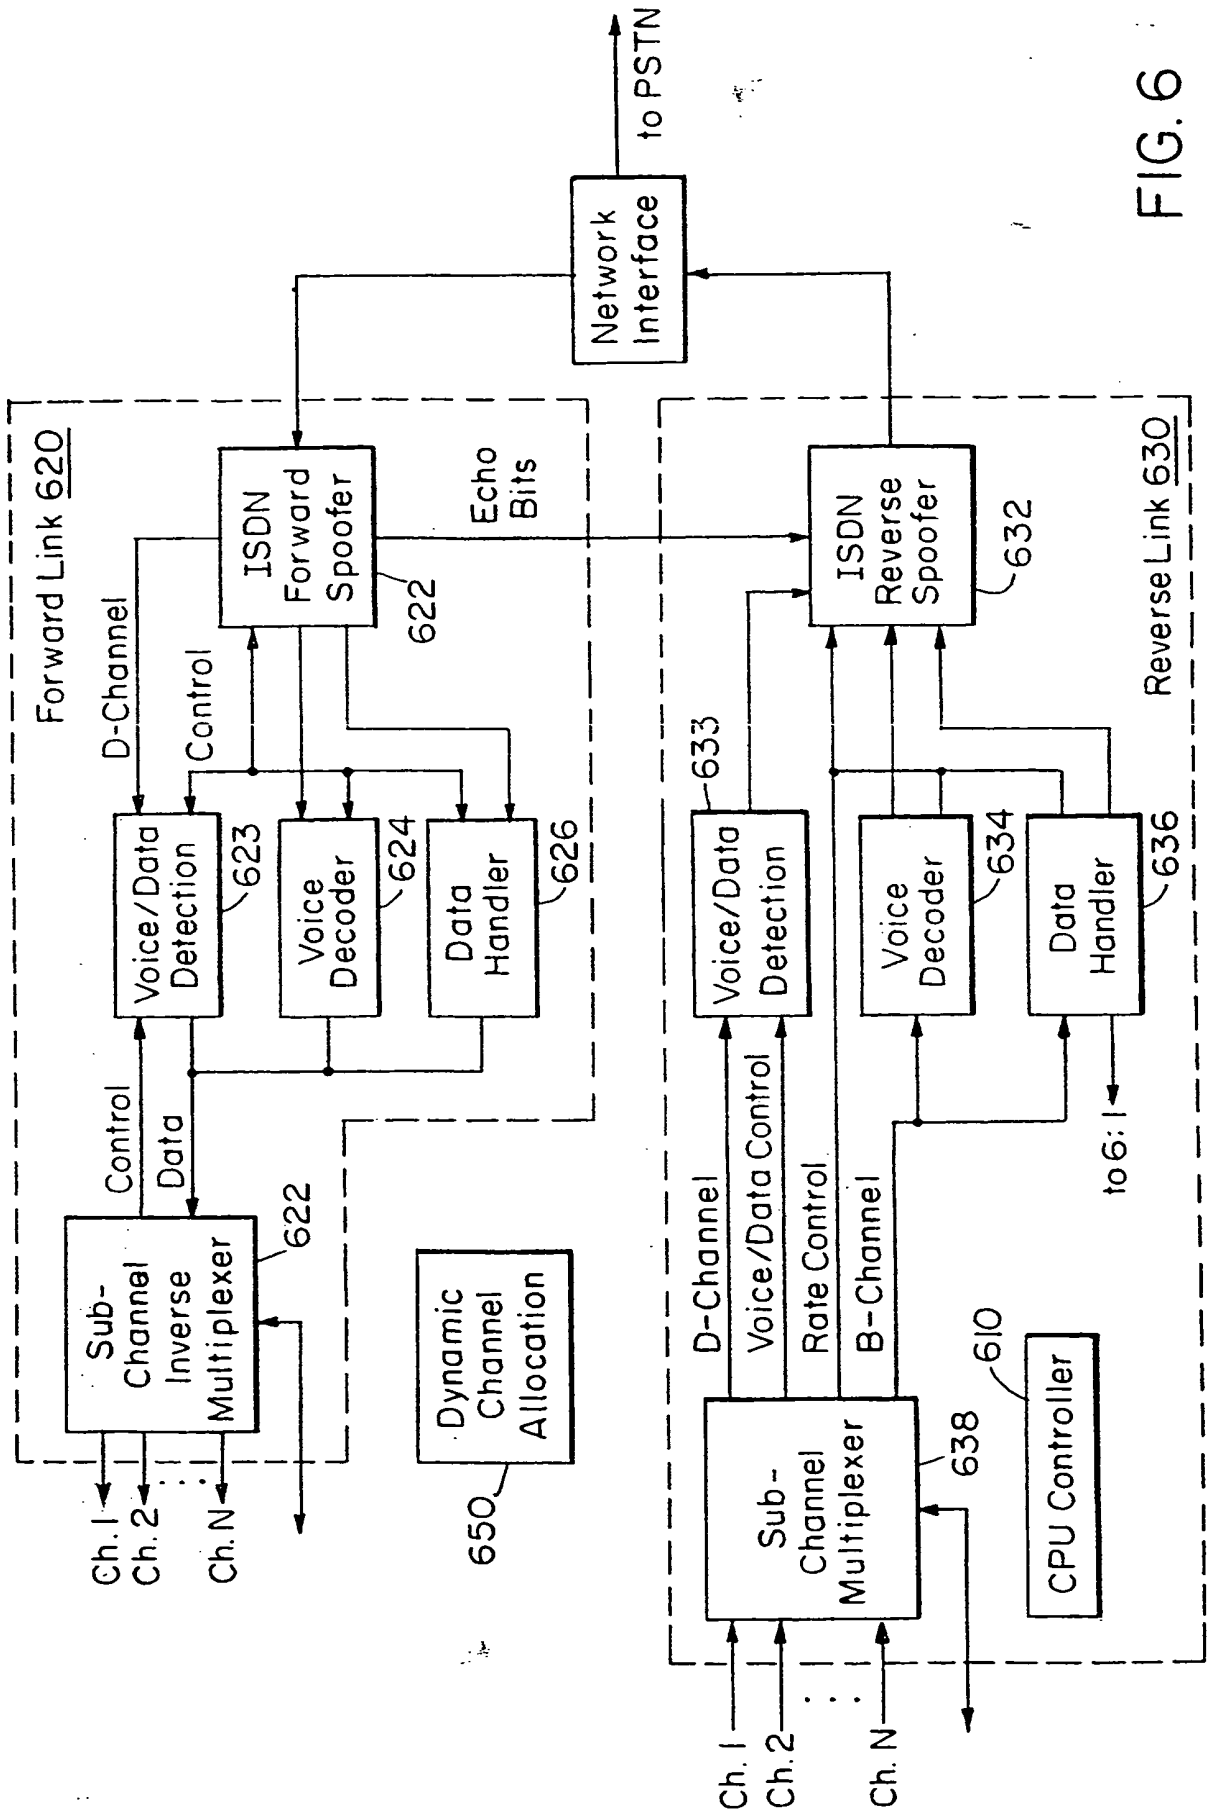 Forward Link 620
D-Channel
Control
Control
Data
Sub-
Channel
Inverse
Multiplexer
622
Ch. 1
Ch. 2
Ch. N
Voice/Data
Detection
623
Voice
Decoder
624
Data
Handler
626
ISDN
Forward
Spoofer
622
Echo
Bits
Network
Interface
to PSTN
Dynamic
Channel
Allocation
650
Reverse Link 630
Ch. 1
Ch. 2
Ch. N
Sub-
Channel
Multiplexer
638
D-Channel
Voice/Data Control
Rate Control
B-Channel
Voice/Data
Detection
633
Voice
Decoder
634
Data
Handler
636
to 6:1
ISDN
Reverse
Spoofer
632
CPU Controller
610
FIG. 6